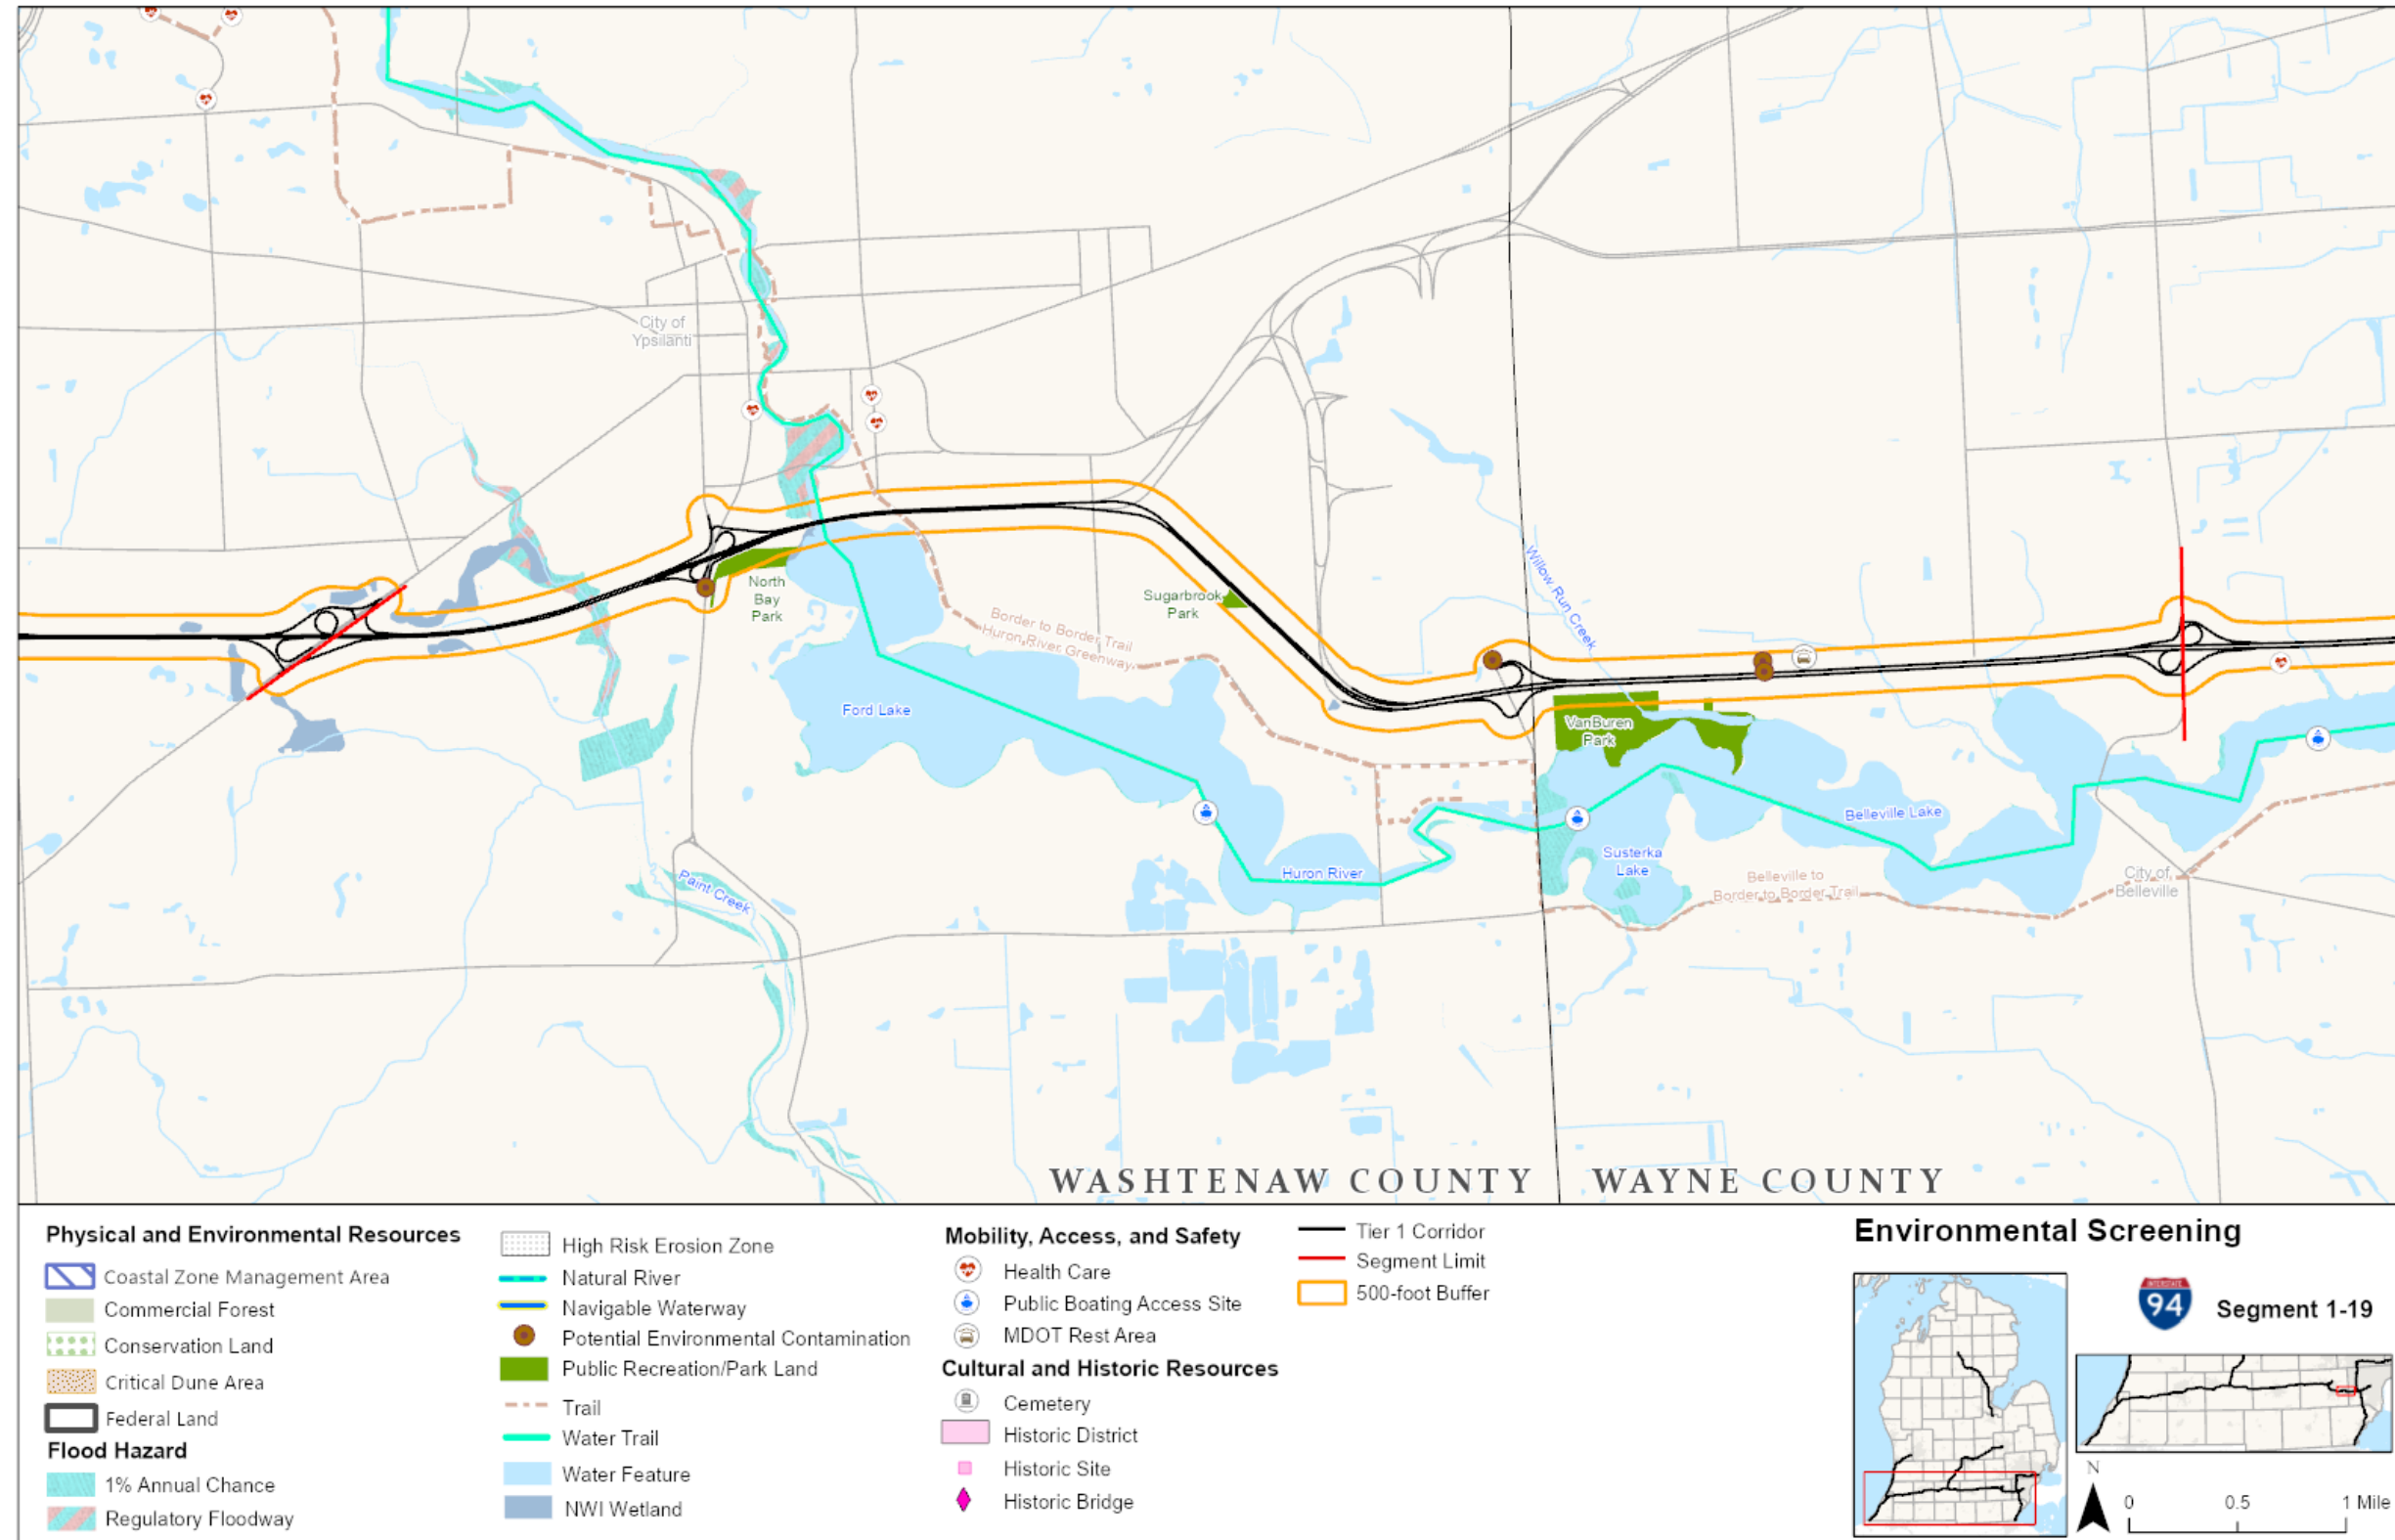 City of
Ypsilanti
North
Bay
Park
Sugarbrook
Park
Border to Border Trail
Huron River Greenway
Willow Run Creek
Ford Lake
VanBuren
Park
Belleville Lake
Susterka
Lake
Huron River
Belleville to
Border to Border Trail
City of
Belleville
Paint Creek
WASHTENAW COUNTY
WAYNE COUNTY
Physical and Environmental Resources
Coastal Zone Management Area
Commercial Forest
Conservation Land
Critical Dune Area
Federal Land
Flood Hazard
1% Annual Chance
Regulatory Floodway
High Risk Erosion Zone
Natural River
Navigable Waterway
Potential Environmental Contamination
Public Recreation/Park Land
Trail
Water Trail
Water Feature
NWI Wetland
Mobility, Access, and Safety
Health Care
Public Boating Access Site
MDOT Rest Area
Cultural and Historic Resources
Cemetery
Historic District
Historic Site
Historic Bridge
Tier 1 Corridor
Segment Limit
500-foot Buffer
Environmental Screening
INTERSTATE
94
Segment 1-19
N
0 0.5 1 Mile